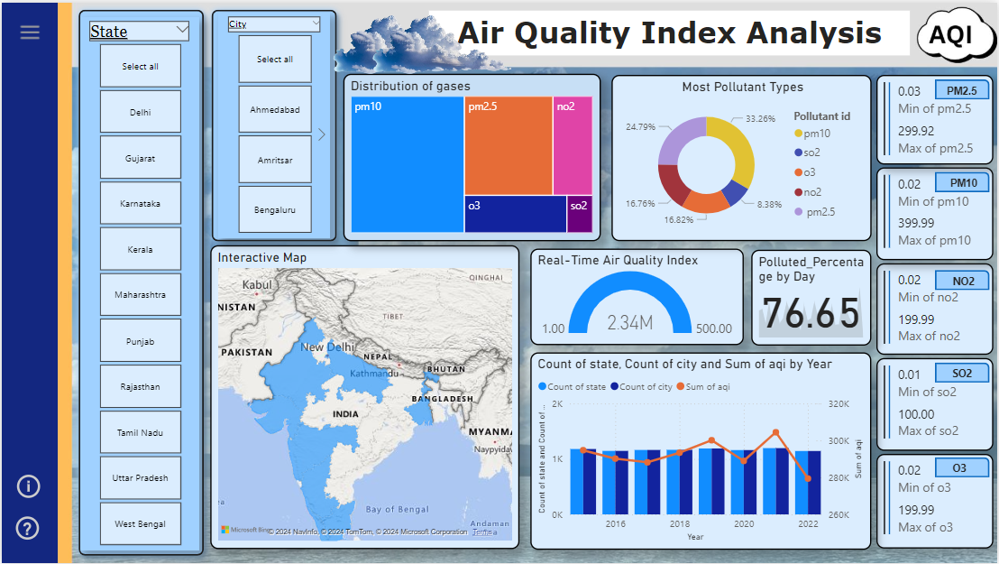 State
Select all
Delhi
Gujarat
Karnataka
Kerala
Maharashtra
Punjab
Rajasthan
Tamil Nadu
Uttar Pradesh
West Bengal
City
Select all
Ahmedabad
Amritsar
Bengaluru
Air Quality Index Analysis
AQI
Distribution of gases
pm10
pm2.5
no2
o3
so2
Most Pollutant Types
33.26%
8.38%
16.82%
16.76%
24.79%
Pollutant id
pm10
so2
o3
no2
pm2.5
0.03
PM2.5
Min of pm2.5
299.92
Max of pm2.5
0.02
PM10
Min of pm10
399.99
Max of pm10
0.02
NO2
Min of no2
199.99
Max of no2
0.01
SO2
Min of so2
100.00
Max of so2
0.02
O3
Min of o3
199.99
Max of o3
Interactive Map
Kabul
QINGHAI
NISTAN
TIBET
PAKISTAN
New Delhi
NEPAL
Kathmandu
BHUTAN
BANGLADESH
INDIA
MYANM
Naypyida
Bay of Bengal
Andaman
Microsoft Bing
© 2024 NavInfo, © 2024 TomTom, © 2024 Microsoft Corporation
Real-Time Air Quality Index
1.00
2.34M
500.00
Polluted_Percenta
ge by Day
76.65
Count of state, Count of city and Sum of aqi by Year
Count of state Count of city Sum of aqi
Count of state and Count of ...
2K
1K
0K
320K
300K
280K
260K
Sum of aqi
2016 2018 2020 2022
Year